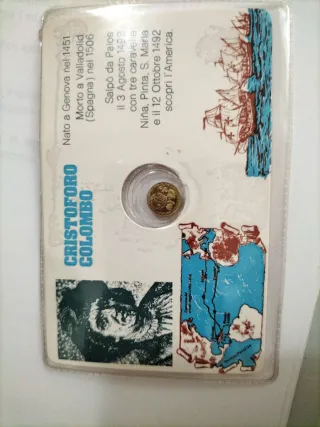 CRISTOFORO
COLOMBO
Nato a Genova nel 1451
Morto a Valladolid
(Spagna) nel 1506
Salpò da Palos
il 3 Agosto 1492
con tre caravelle
Niña, Pinta, S. Maria
e il 12 Ottobre 1492
scoprì l'America.